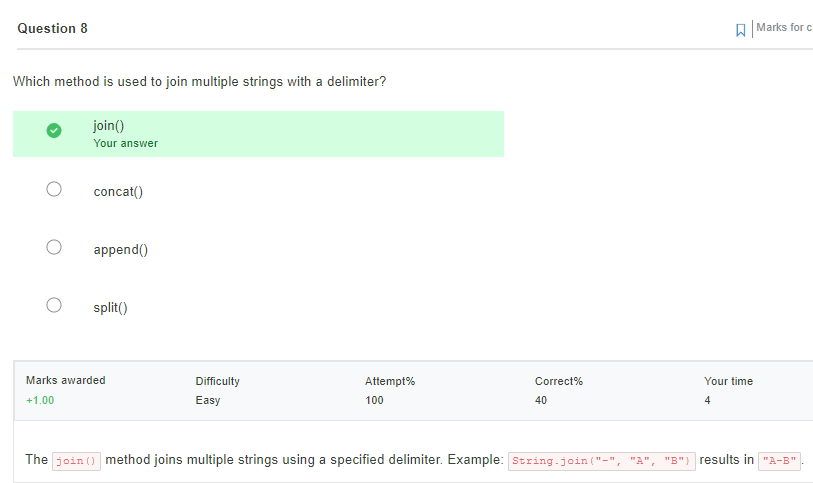 Question 8
Marks for c
Which method is used to join multiple strings with a delimiter?
join()
Your answer
concat()
append()
split()
Marks awarded Difficulty Attempt% Correct% Your time
+1.00 Easy 100 40 4
The join() method joins multiple strings using a specified delimiter. Example: String.join("-", "A", "B") results in "A-B".